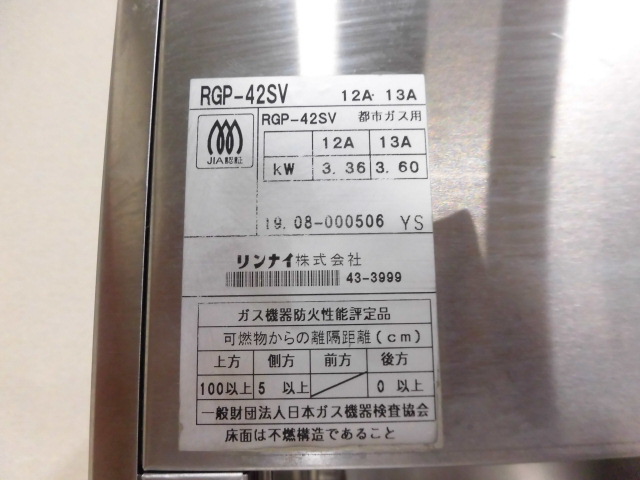 RGP-42SV 12A・13A
RGP-42SV 都市ガス用
12A 13A
kW 3.36 3.60
JIA認証
19.08-000506 YS
リンナイ株式会社
43-3999
ガス機器防火性能評定品
可燃物からの離隔距離(cm)
上方 側方 前方 後方
100以上 5 以上 0 以上
一般財団法人日本ガス機器検査協会
床面は不燃構造であること